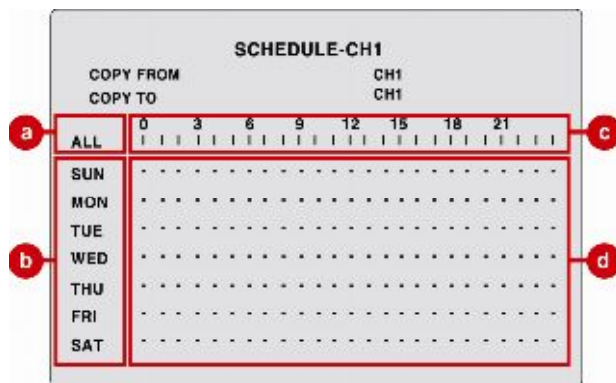 SCHEDULE-CH1
COPY FROM CH1
COPY TO CH1
0 3 6 9 12 15 18 21
a ALL c
SUN
MON
TUE
b WED d
THU
FRI
SAT